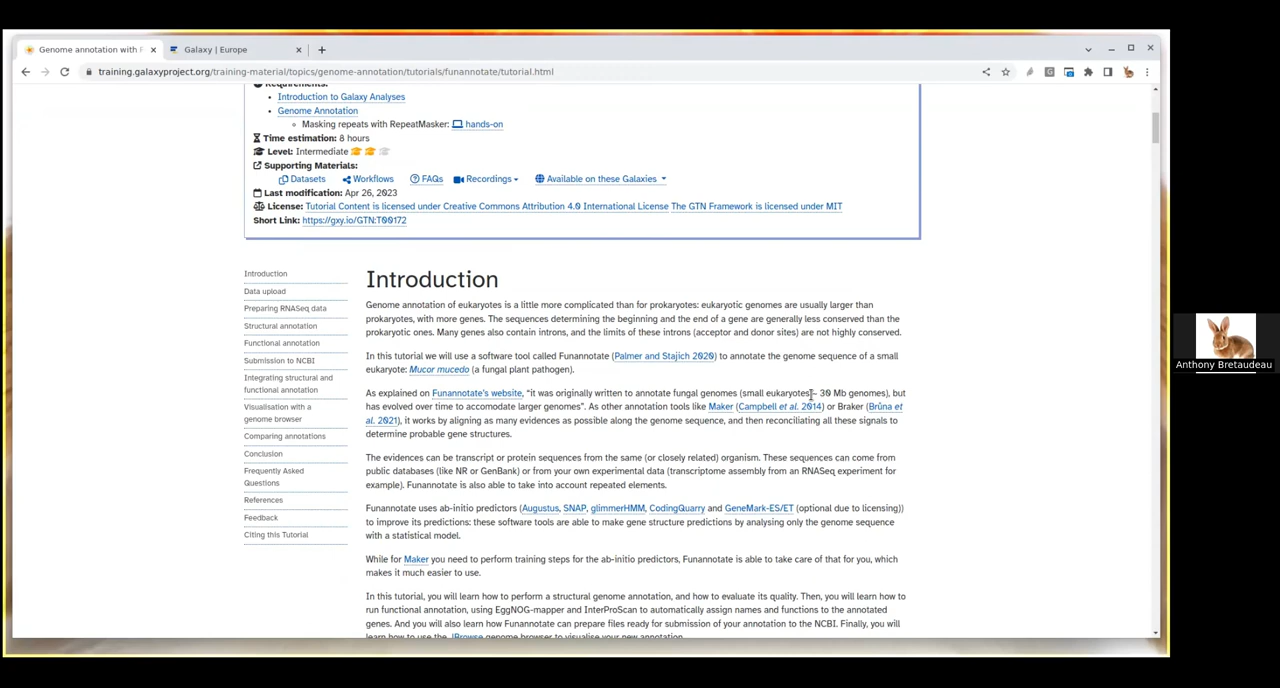 Genome annotation with F
Galaxy | Europe
training.galaxyproject.org/training-material/topics/genome-annotation/tutorials/funannotate/tutorial.html
Requirements:
Introduction to Galaxy Analyses
Genome Annotation
Masking repeats with RepeatMasker: hands-on
Time estimation: 8 hours
Level: Intermediate
Supporting Materials:
Datasets Workflows FAQs Recordings Available on these Galaxies
Last modification: Apr 26, 2023
License: Tutorial Content is licensed under Creative Commons Attribution 4.0 International License The GTN Framework is licensed under MIT
Short Link: https://gxy.io/GTN:T00172
Introduction
Data upload
Preparing RNASeq data
Structural annotation
Functional annotation
Submission to NCBI
Integrating structural and
functional annotation
Visualisation with a
genome browser
Comparing annotations
Conclusion
Frequently Asked
Questions
References
Feedback
Citing this Tutorial
Introduction
Genome annotation of eukaryotes is a little more complicated than for prokaryotes: eukaryotic genomes are usually larger than
prokaryotes, with more genes. The sequences determining the beginning and the end of a gene are generally less conserved than the
prokaryotic ones. Many genes also contain introns, and the limits of these introns (acceptor and donor sites) are not highly conserved.
In this tutorial we will use a software tool called Funannotate (Palmer and Stajich 2020) to annotate the genome sequence of a small
eukaryote: Mucor mucedo (a fungal plant pathogen).
As explained on Funannotate's website, “it was originally written to annotate fungal genomes (small eukaryotes ~ 30 Mb genomes), but
has evolved over time to accomodate larger genomes”. As other annotation tools like Maker (Campbell et al. 2014) or Braker (Brůna et
al. 2021), it works by aligning as many evidences as possible along the genome sequence, and then reconciliating all these signals to
determine probable gene structures.
The evidences can be transcript or protein sequences from the same (or closely related) organism. These sequences can come from
public databases (like NR or GenBank) or from your own experimental data (transcriptome assembly from an RNASeq experiment for
example). Funannotate is also able to take into account repeated elements.
Funannotate uses ab-initio predictors (Augustus, SNAP, glimmerHMM, CodingQuarry and GeneMark-ES/ET (optional due to licensing))
to improve its predictions: these software tools are able to make gene structure predictions by analysing only the genome sequence
with a statistical model.
While for Maker you need to perform training steps for the ab-initio predictors, Funannotate is able to take care of that for you, which
makes it much easier to use.
In this tutorial, you will learn how to perform a structural genome annotation, and how to evaluate its quality. Then, you will learn how to
run functional annotation, using EggNOG-mapper and InterProScan to automatically assign names and functions to the annotated
genes. And you will also learn how Funannotate can prepare files ready for submission of your annotation to the NCBI. Finally, you will
learn how to use the JBrowse genome browser to visualise your new annotation.
Anthony Bretaudeau